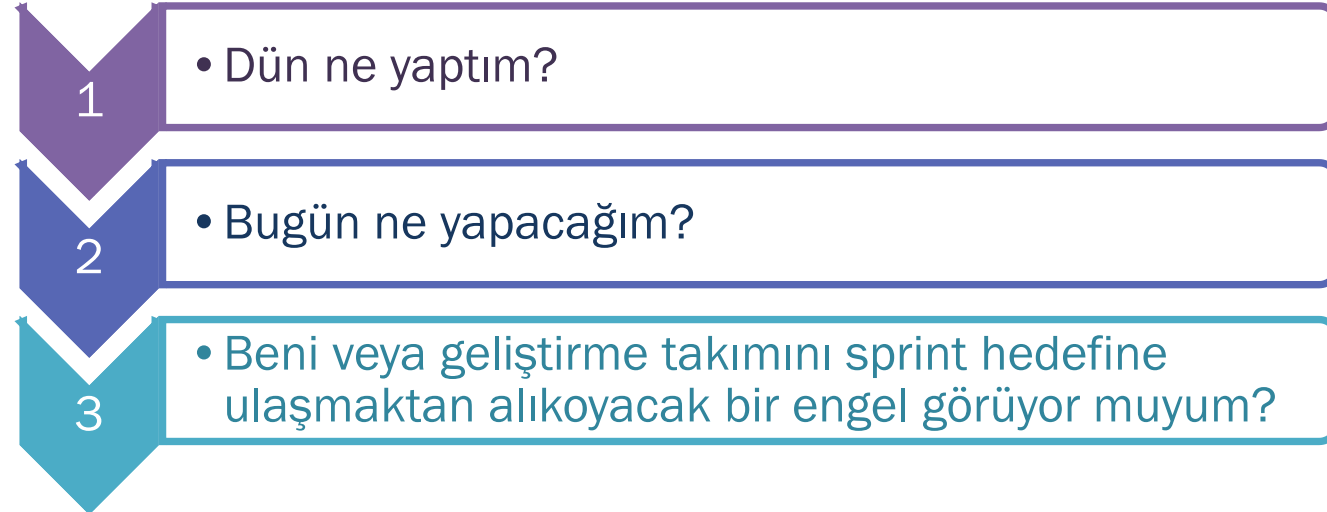 1
• Dün ne yaptım?
2
• Bugün ne yapacağım?
3
• Beni veya geliştirme takımını sprint hedefine
ulaşmaktan alıkoyacak bir engel görüyor muyum?